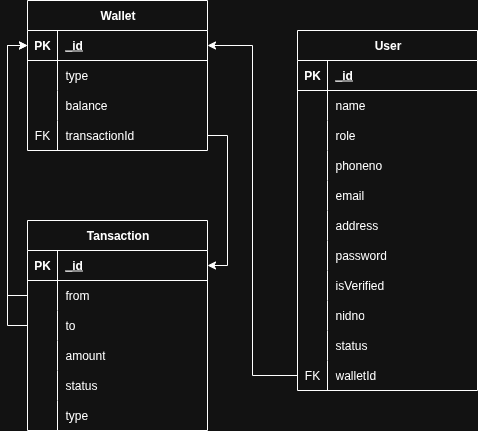 Wallet
PK _id
type
balance
FK transactionId
Tansaction
PK _id
from
to
amount
status
type
User
PK _id
name
role
phoneno
email
address
password
isVerified
nidno
status
FK walletId